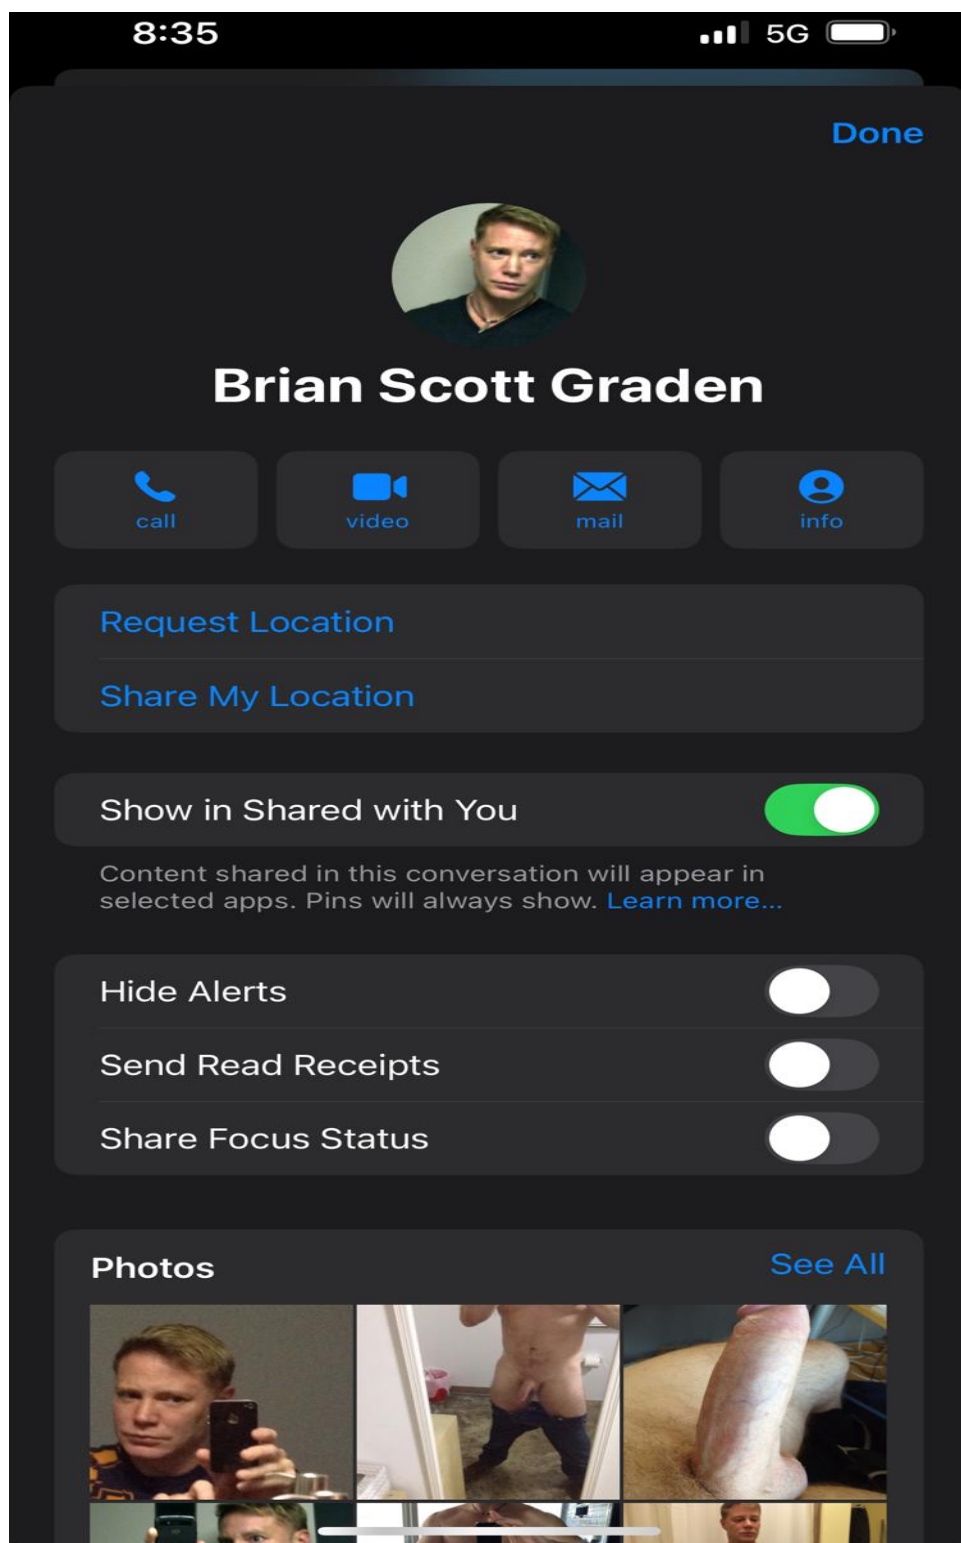 8:35
5G
Done
Brian Scott Graden
call
video
mail
info
Request Location
Share My Location
Show in Shared with You
Content shared in this conversation will appear in
selected apps. Pins will always show. Learn more...
Hide Alerts
Send Read Receipts
Share Focus Status
Photos
See All